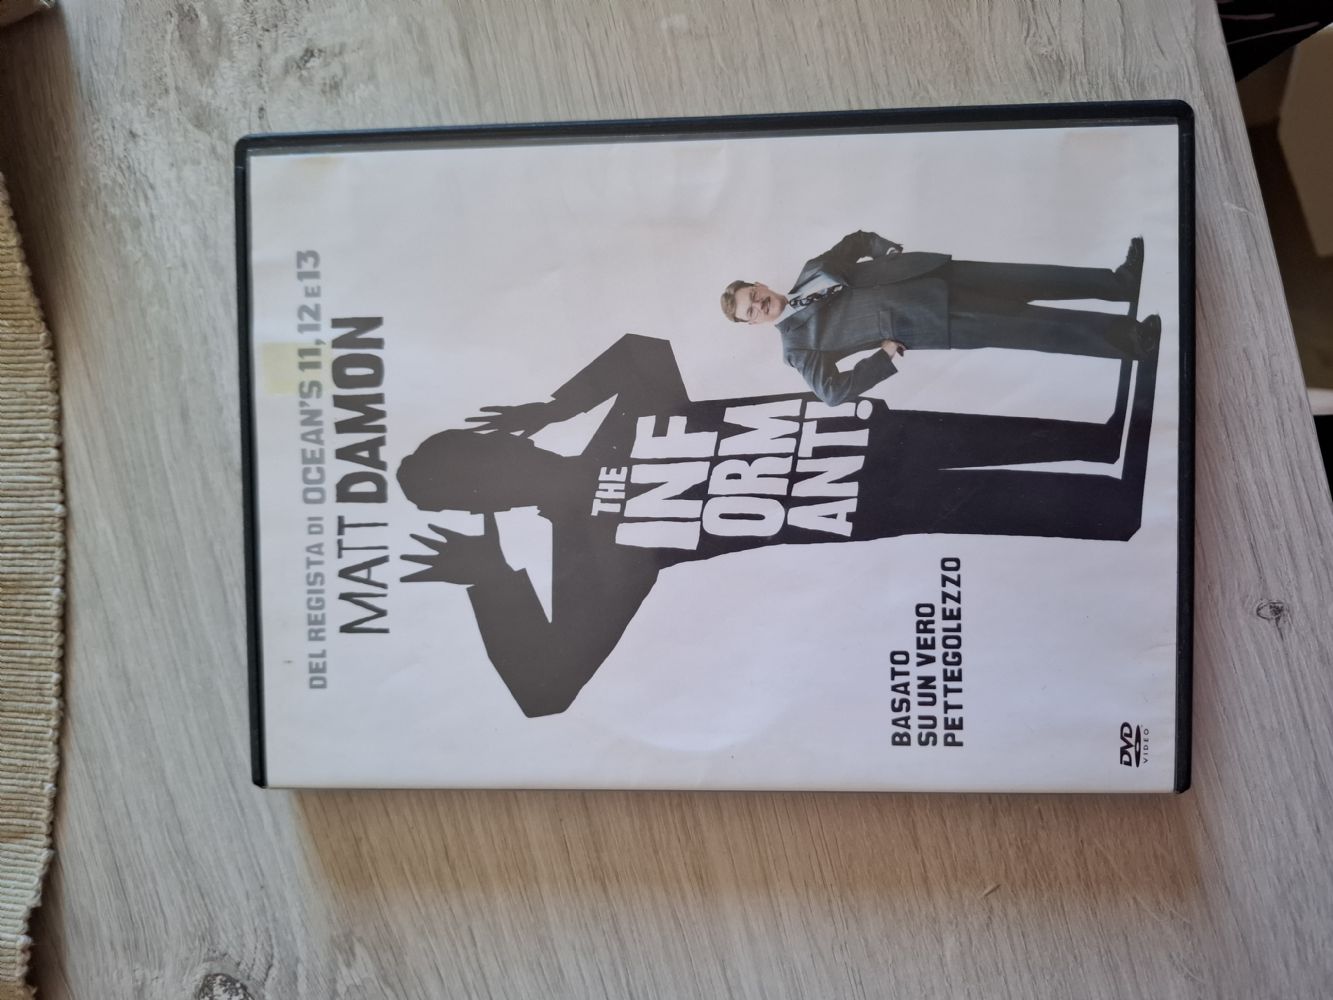 DEL REGISTA DI OCEAN'S 11, 12 E 13
MATT DAMON
THE
INF
ORM
ANT!
BASATO
SU UN VERO
PETTEGOLEZZO
DVD
VIDEO